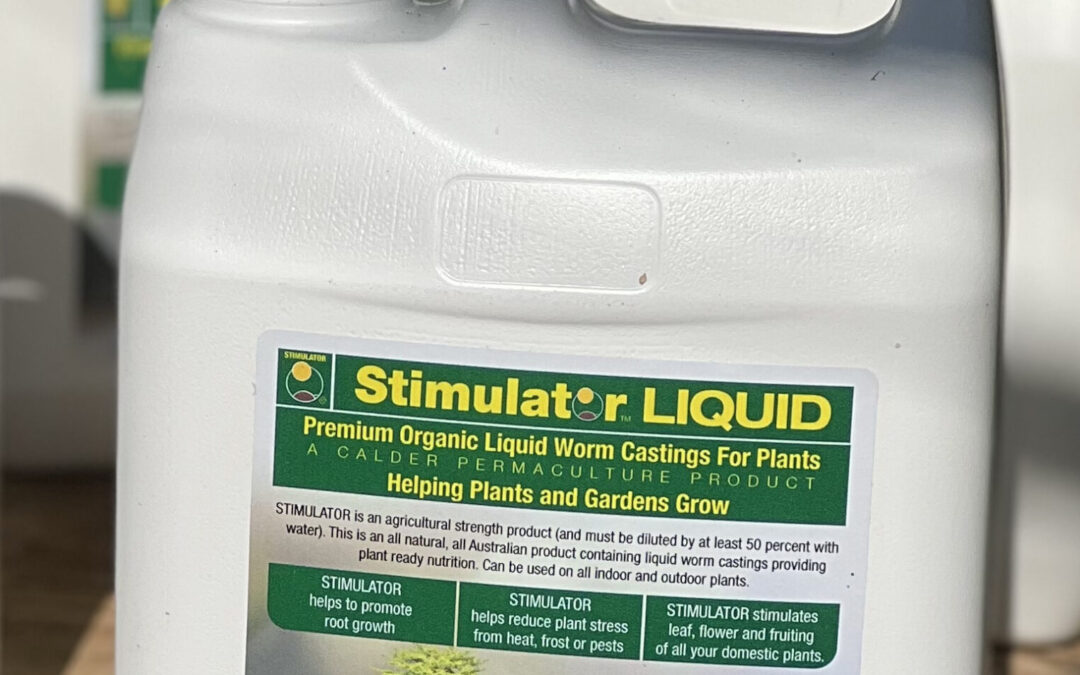 STIMULATOR
Stimulator™ LIQUID
Premium Organic Liquid Worm Castings For Plants
A CALDER PERMACULTURE PRODUCT
Helping Plants and Gardens Grow
STIMULATOR is an agricultural strength product (and must be diluted by at least 50 percent with
water). This is an all natural, all Australian product containing liquid worm castings providing
plant ready nutrition. Can be used on all indoor and outdoor plants.
STIMULATOR
helps to promote
root growth
STIMULATOR
helps reduce plant stress
from heat, frost or pests
STIMULATOR stimulates
leaf, flower and fruiting
of all your domestic plants.